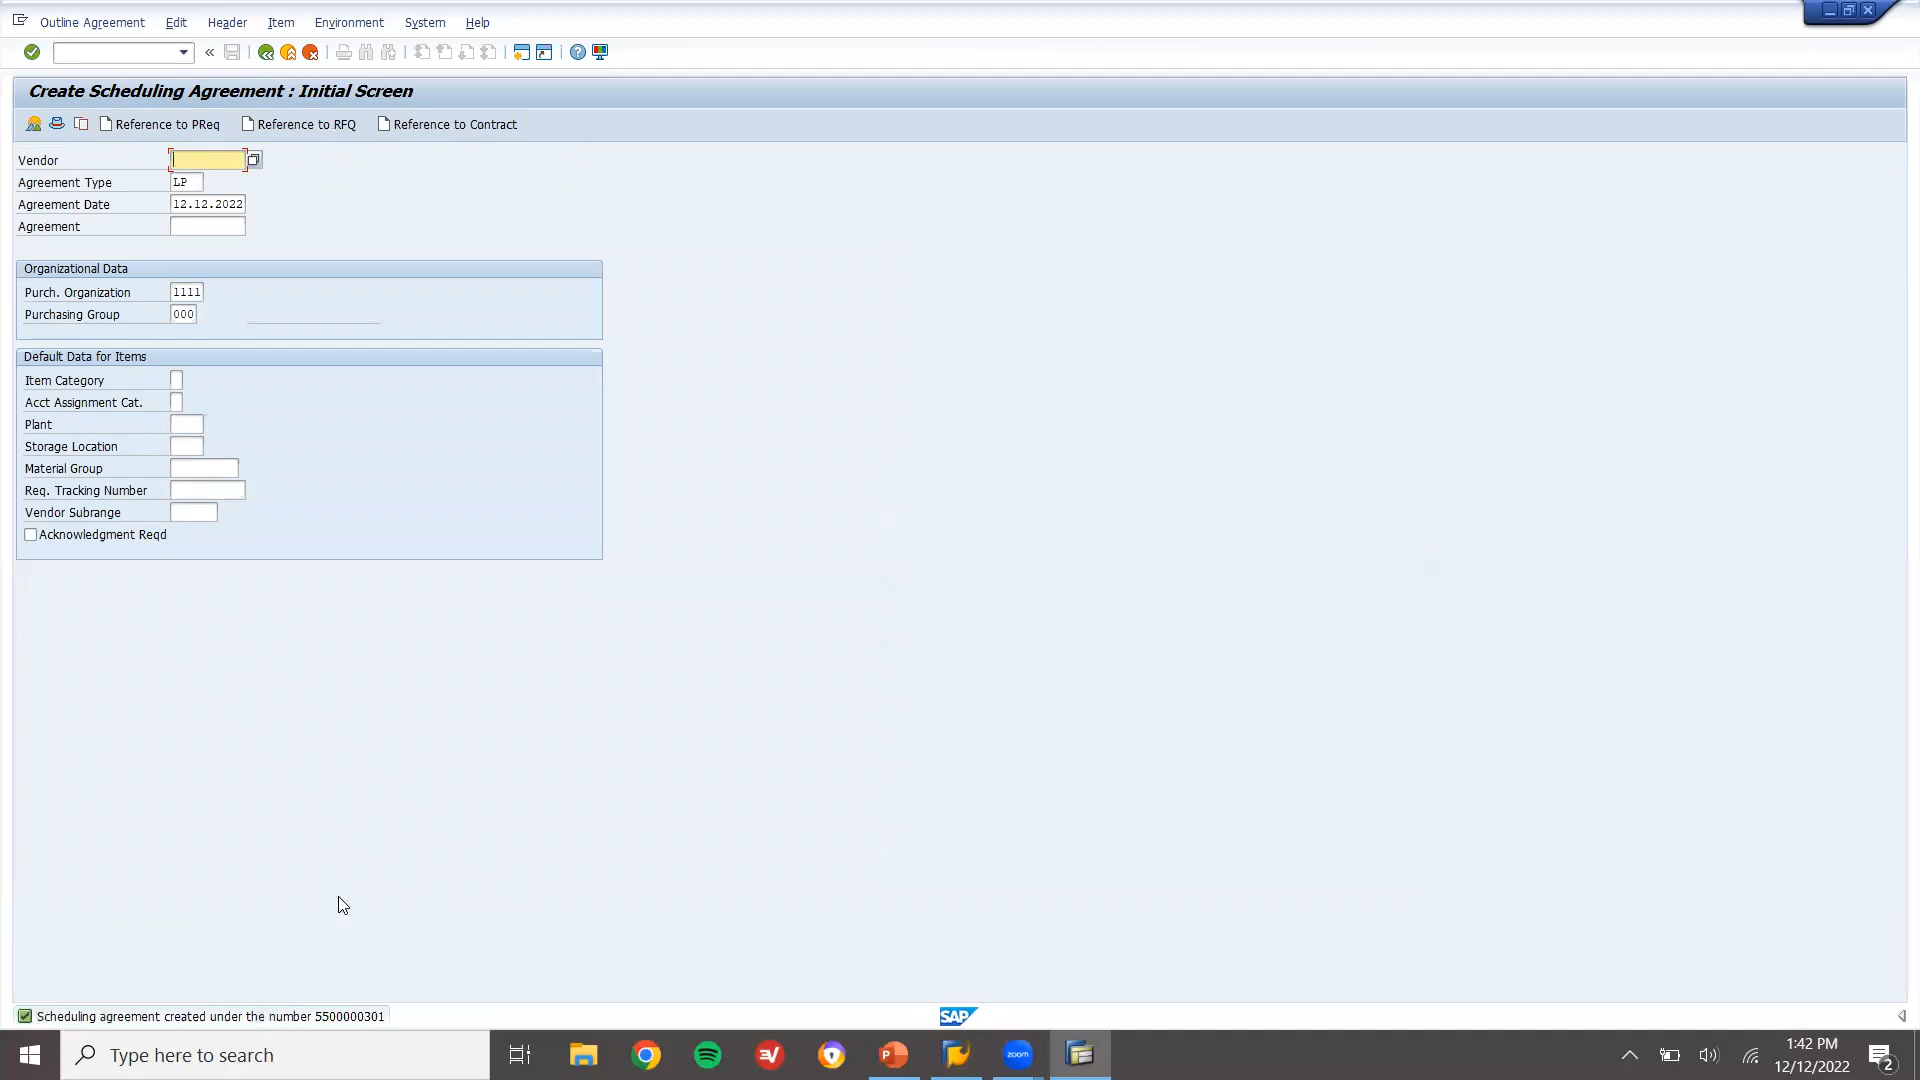 Outline Agreement Edit Header Item Environment System Help
Create Scheduling Agreement : Initial Screen
Reference to PReq Reference to RFQ Reference to Contract
Vendor
Agreement Type LP
Agreement Date 12.12.2022
Agreement
Organizational Data
Purch. Organization 1111
Purchasing Group 000
Default Data for Items
Item Category
Acct Assignment Cat.
Plant
Storage Location
Material Group
Req. Tracking Number
Vendor Subrange
Acknowledgment Reqd
Scheduling agreement created under the number 5500000301
SAP
Type here to search
zoom
1:42 PM
12/12/2022
2